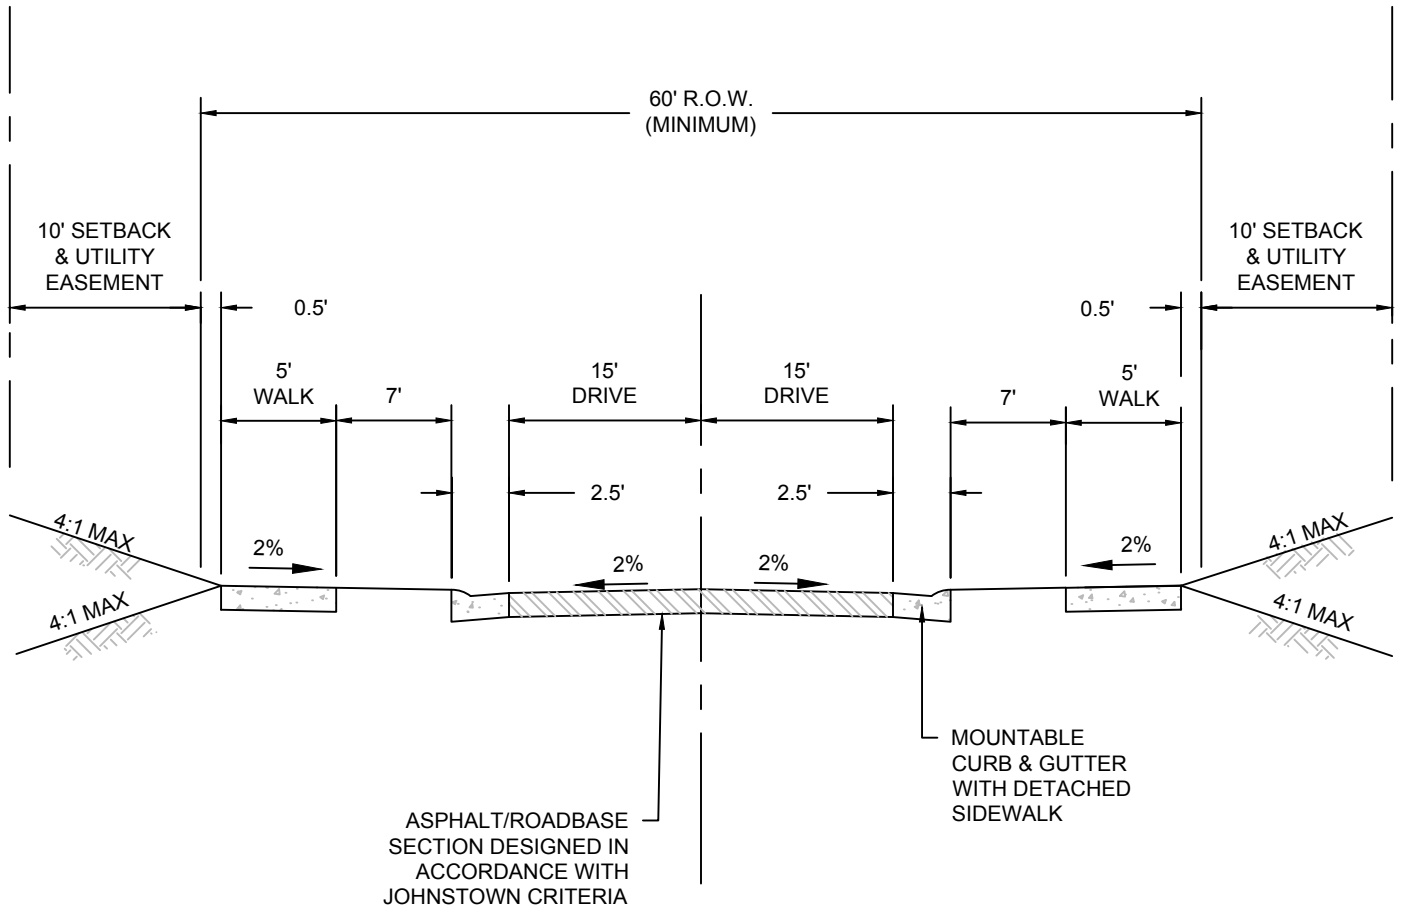 60' R.O.W.
(MINIMUM)
10' SETBACK
& UTILITY
EASEMENT
10' SETBACK
& UTILITY
EASEMENT
0.5'
0.5'
5'
WALK
7'
15'
DRIVE
15'
DRIVE
7'
5'
WALK
2.5'
2.5'
4:1 MAX
4:1 MAX
2%
2%
2%
2%
4:1 MAX
4:1 MAX
MOUNTABLE
CURB & GUTTER
WITH DETACHED
SIDEWALK
ASPHALT/ROADBASE
SECTION DESIGNED IN
ACCORDANCE WITH
JOHNSTOWN CRITERIA